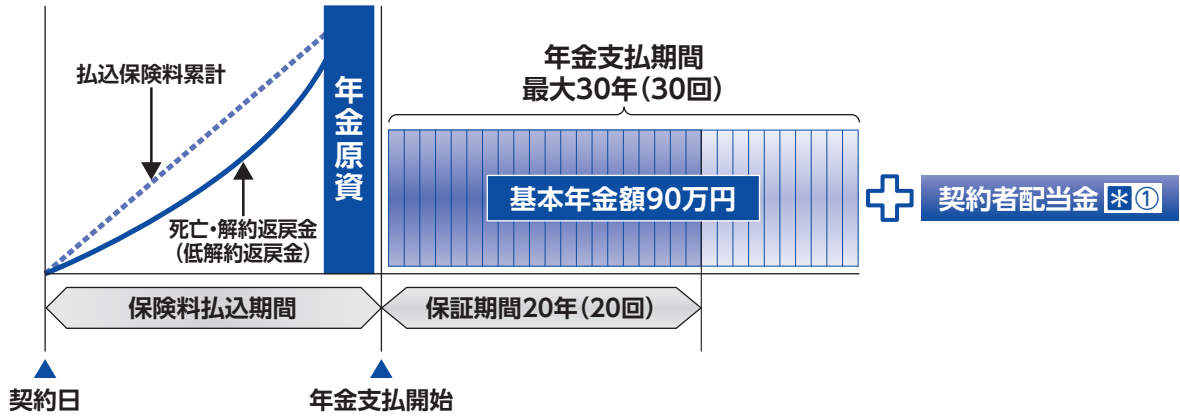 払込保険料累計
年金原資
死亡・解約返戻金
(低解約返戻金)
年金支払期間
最大30年(30回)
基本年金額90万円
契約者配当金 *①
保険料払込期間
保証期間20年(20回)
契約日
年金支払開始